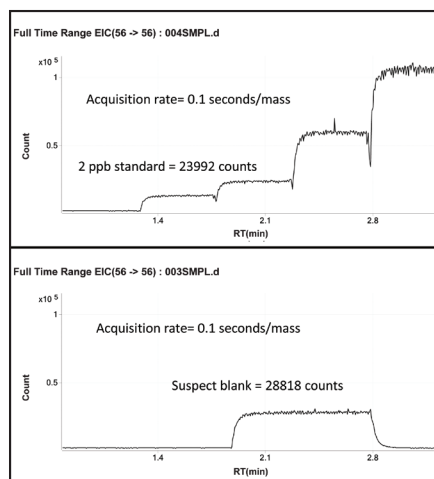 Full Time Range EIC(56 -> 56) : 004SMPL.d
x10 5
1
Acquisition rate= 0.1 seconds/mass
Count
0.5
2 ppb standard = 23992 counts
1.4
2.1
2.8
RT(min)
Full Time Range EIC(56 -> 56) : 003SMPL.d
x10 5
1
Acquisition rate= 0.1 seconds/mass
Count
0.5
Suspect blank = 28818 counts
1.4
2.1
2.8
RT(min)